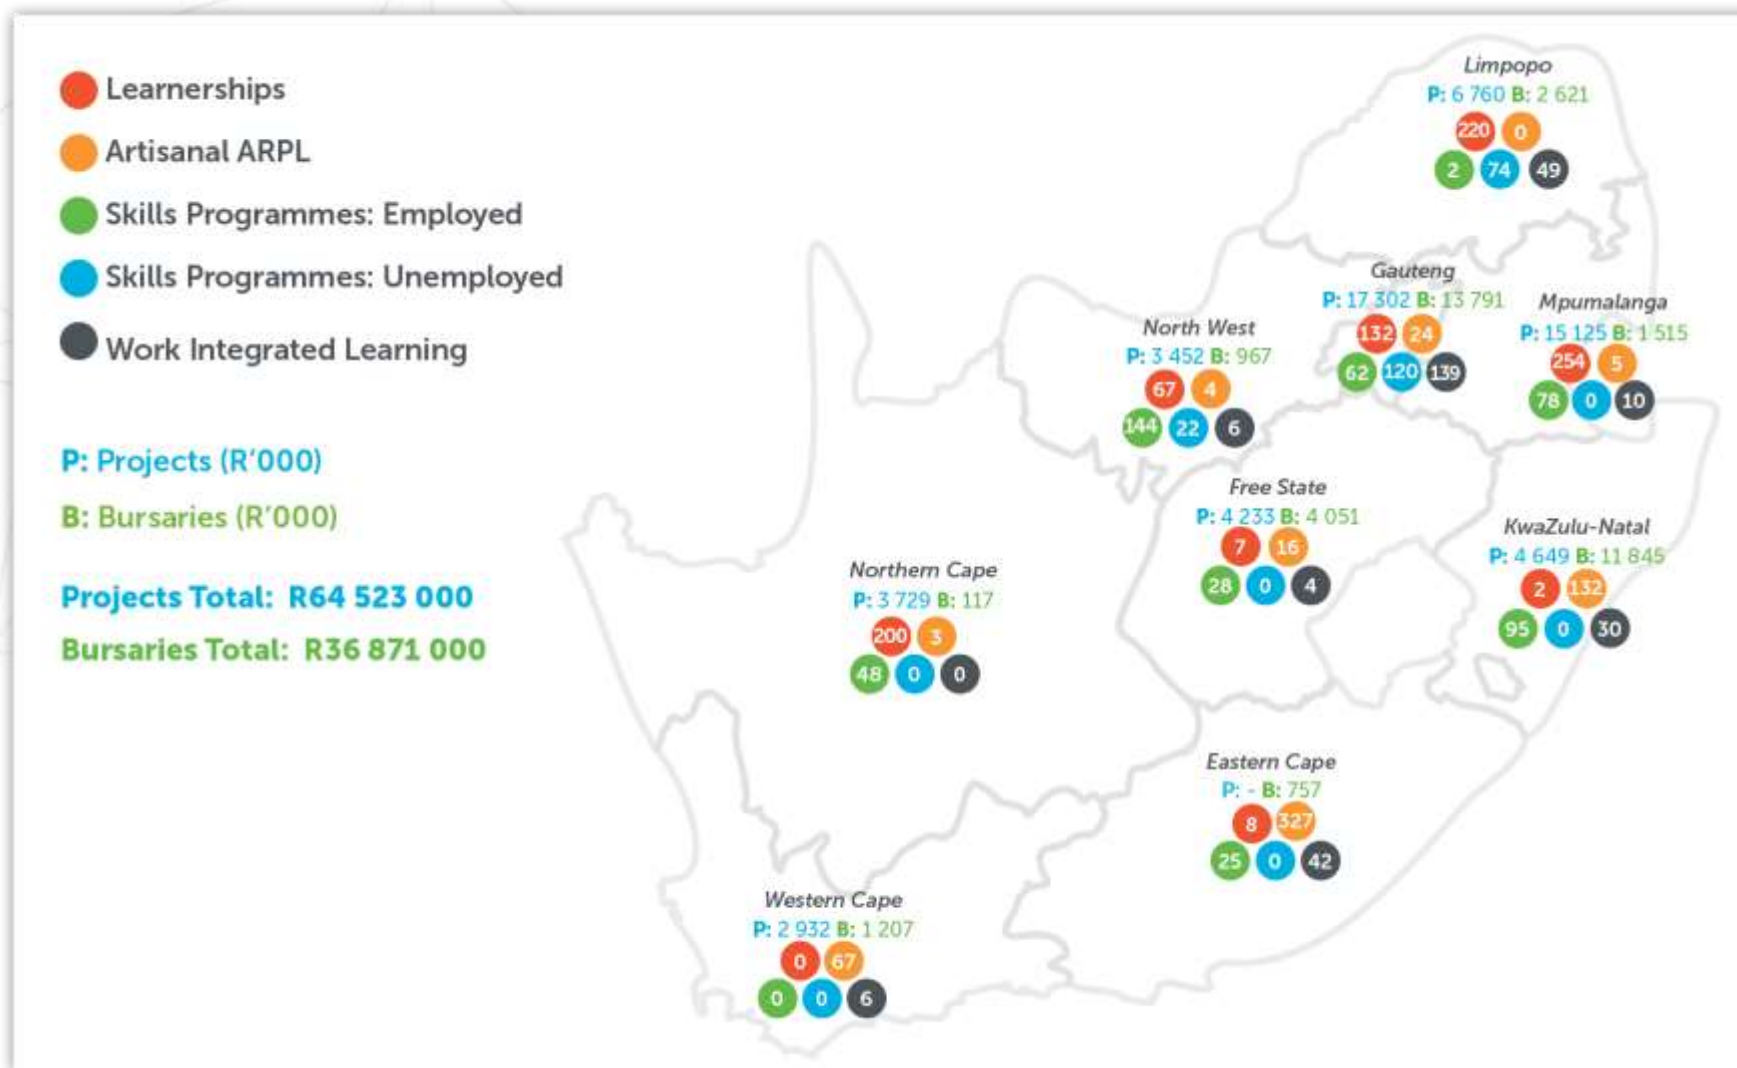 Learnerships
Artisanal ARPL
Skills Programmes: Employed
Skills Programmes: Unemployed
Work Integrated Learning
P: Projects (R'000)
B: Bursaries (R'000)
Projects Total: R64 523 000
Bursaries Total: R36 871 000
Limpopo
P: 6 760 B: 2 621
220 0
2 74 49
Gauteng
P: 17 302 B: 13 791
132 24
62 120 139
Mpumalanga
P: 15 125 B: 1 515
254 5
78 0 10
North West
P: 3 452 B: 967
67 4
144 22 6
Free State
P: 4 233 B: 4 051
7 16
28 0 4
KwaZulu-Natal
P: 4 649 B: 11 845
2 132
95 0 30
Northern Cape
P: 3 729 B: 117
200 3
48 0 0
Eastern Cape
P: - B: 757
8 327
25 0 42
Western Cape
P: 2 932 B: 1 207
0 67
0 0 6